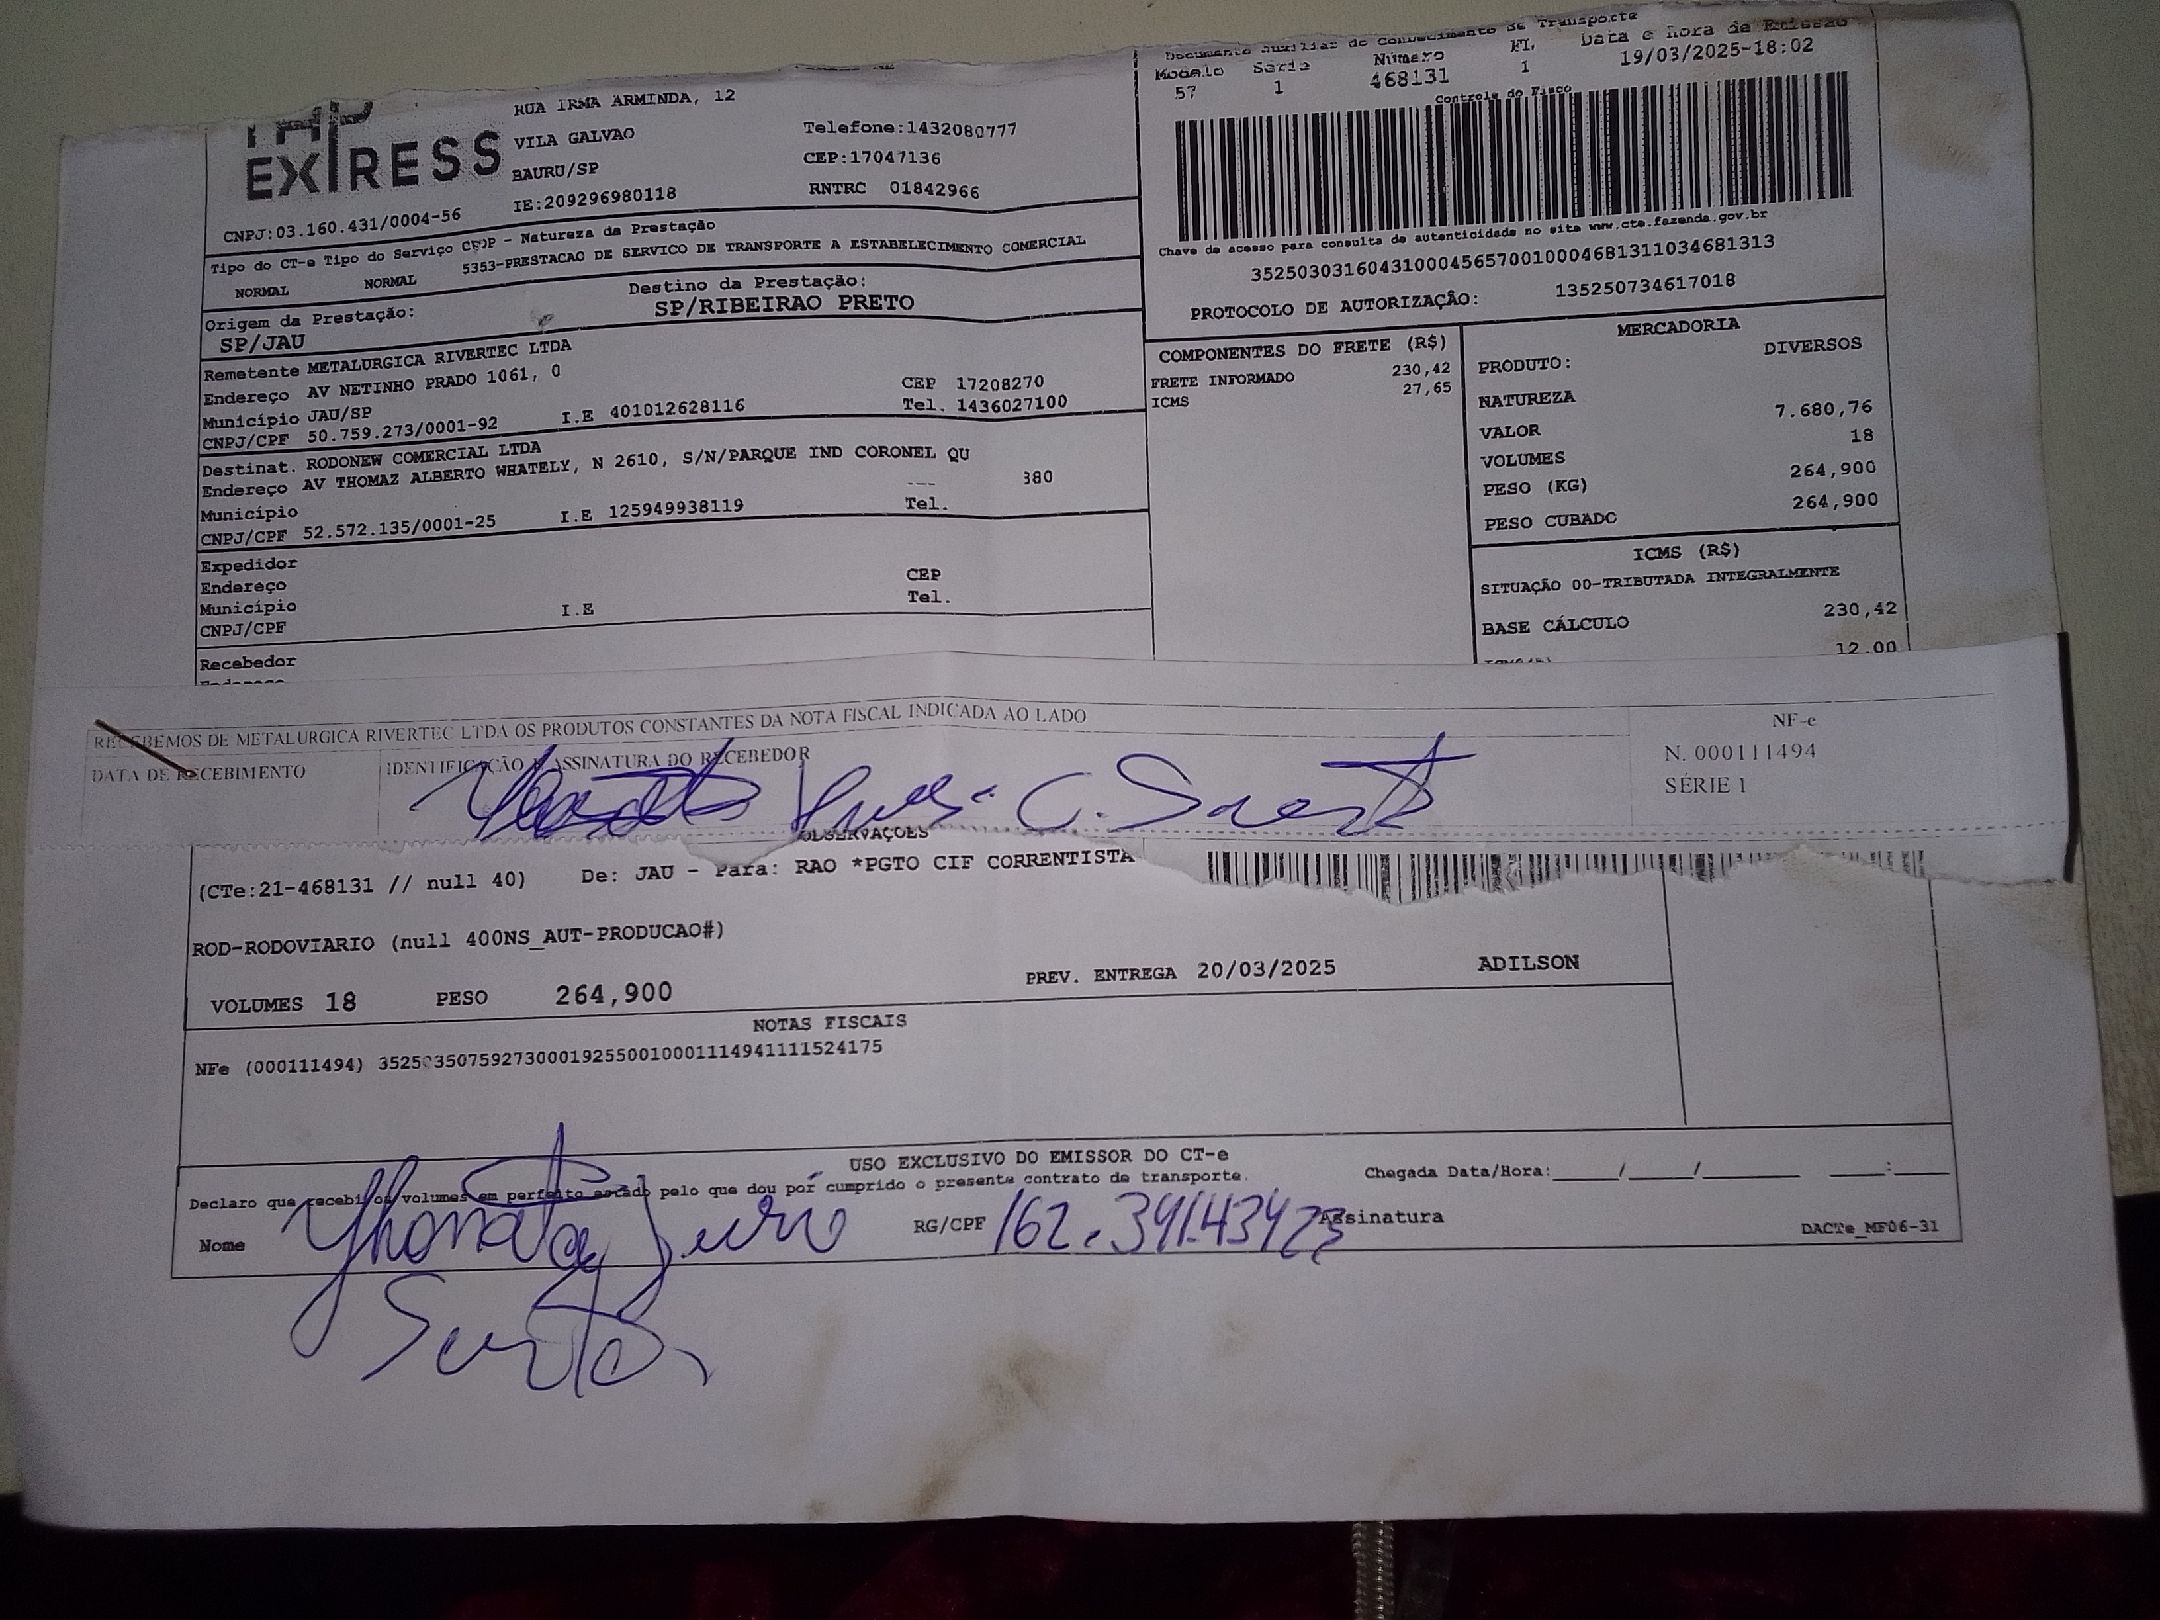 EXPRESS
RUA IRMA ARMINDA, 12
VILA GALVAO
Telefone:1432080777
BAURU/SP
CEP:17047136
CNPJ:03.160.431/0004-56
IE:209296980118
RNTRC 01842966
Documento Auxiliar do Conhecimento de Transporte
Modelo Série Número FL Data e Hora de Emissão
57 1 468131 1 19/03/2025-18:02
Controle do Fisco
Chave de acesso para consulta de autenticidade no site www.cte.fazenda.gov.br
35250303160431000456570010004681311034681313
PROTOCOLO DE AUTORIZAÇÃO: 135250734617018
Tipo do CT-e Tipo do Serviço CFOP - Natureza da Prestação
NORMAL NORMAL 5353-PRESTACAO DE SERVICO DE TRANSPORTE A ESTABELECIMENTO COMERCIAL
Origem da Prestação: Destino da Prestação:
SP/JAU SP/RIBEIRAO PRETO
Remetente METALURGICA RIVERTEC LTDA
Endereço AV NETINHO PRADO 1061, 0
Município JAU/SP CEP 17208270
CNPJ/CPF 50.759.273/0001-92 I.E 401012628116 Tel. 1436027100
Destinat. RODONEW COMERCIAL LTDA
Endereço AV THOMAZ ALBERTO WHATELY, N 2610, S/N/PARQUE IND CORONEL QU
Município 380
CNPJ/CPF 52.572.135/0001-25 I.E 125949938119 Tel.
Expedidor
Endereço CEP
Município Tel.
CNPJ/CPF I.E
Recebedor
COMPONENTES DO FRETE (R$)
FRETE INFORMADO 230,42
ICMS 27,65
MERCADORIA
PRODUTO: DIVERSOS
NATUREZA
VALOR 7.680,76
VOLUMES 18
PESO (KG) 264,900
PESO CUBADO 264,900
ICMS (R$)
SITUAÇÃO 00-TRIBUTADA INTEGRALMENTE
BASE CÁLCULO 230,42
12.00
RECEBEMOS DE METALURGICA RIVERTEC LTDA OS PRODUTOS CONSTANTES DA NOTA FISCAL INDICADA AO LADO
DATA DE RECEBIMENTO
IDENTIFICAÇÃO ASSINATURA DO RECEBEDOR
NF-e
N. 000111494
SÉRIE 1
OBSERVAÇÕES
(CTe:21-468131 // null 40) De: JAU - Para: RAO *PGTO CIF CORRENTISTA
ROD-RODOVIARIO (null 400NS_AUT-PRODUCAO#)
VOLUMES 18 PESO 264,900 PREV. ENTREGA 20/03/2025 ADILSON
NOTAS FISCAIS
NFe (000111494) 35250350759273000192550010001114941111524175
USO EXCLUSIVO DO EMISSOR DO CT-e
Declaro que recebi os volumes em perfeito estado pelo que dou por cumprido o presente contrato de transporte.
Chegada Data/Hora:____/____/____ ___:___
Nome RG/CPF Assinatura
DACTe_MF06-31